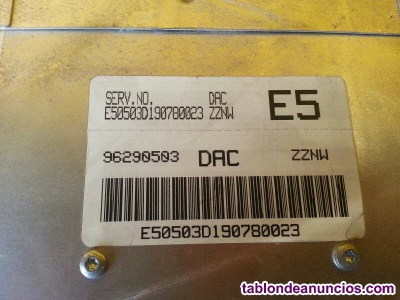 SERV.NO. DAC E5
E50503D190780023 ZZNW
96290503 DAC ZZNW
E50503D190780023
tablondeanuncios.com